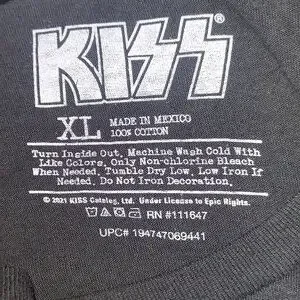 KISS®
XL
MADE IN MEXICO
100% COTTON
Turn Inside Out, Machine Wash Cold With
Like Colors, Only Non-chlorine Bleach
When Needed, Tumble Dry Low, Low Iron If
Needed. Do Not Iron Decoration.
© 2021 KISS Catalog, Ltd. Under License to Epic Rights.
RN #111647
UPC# 194747069441